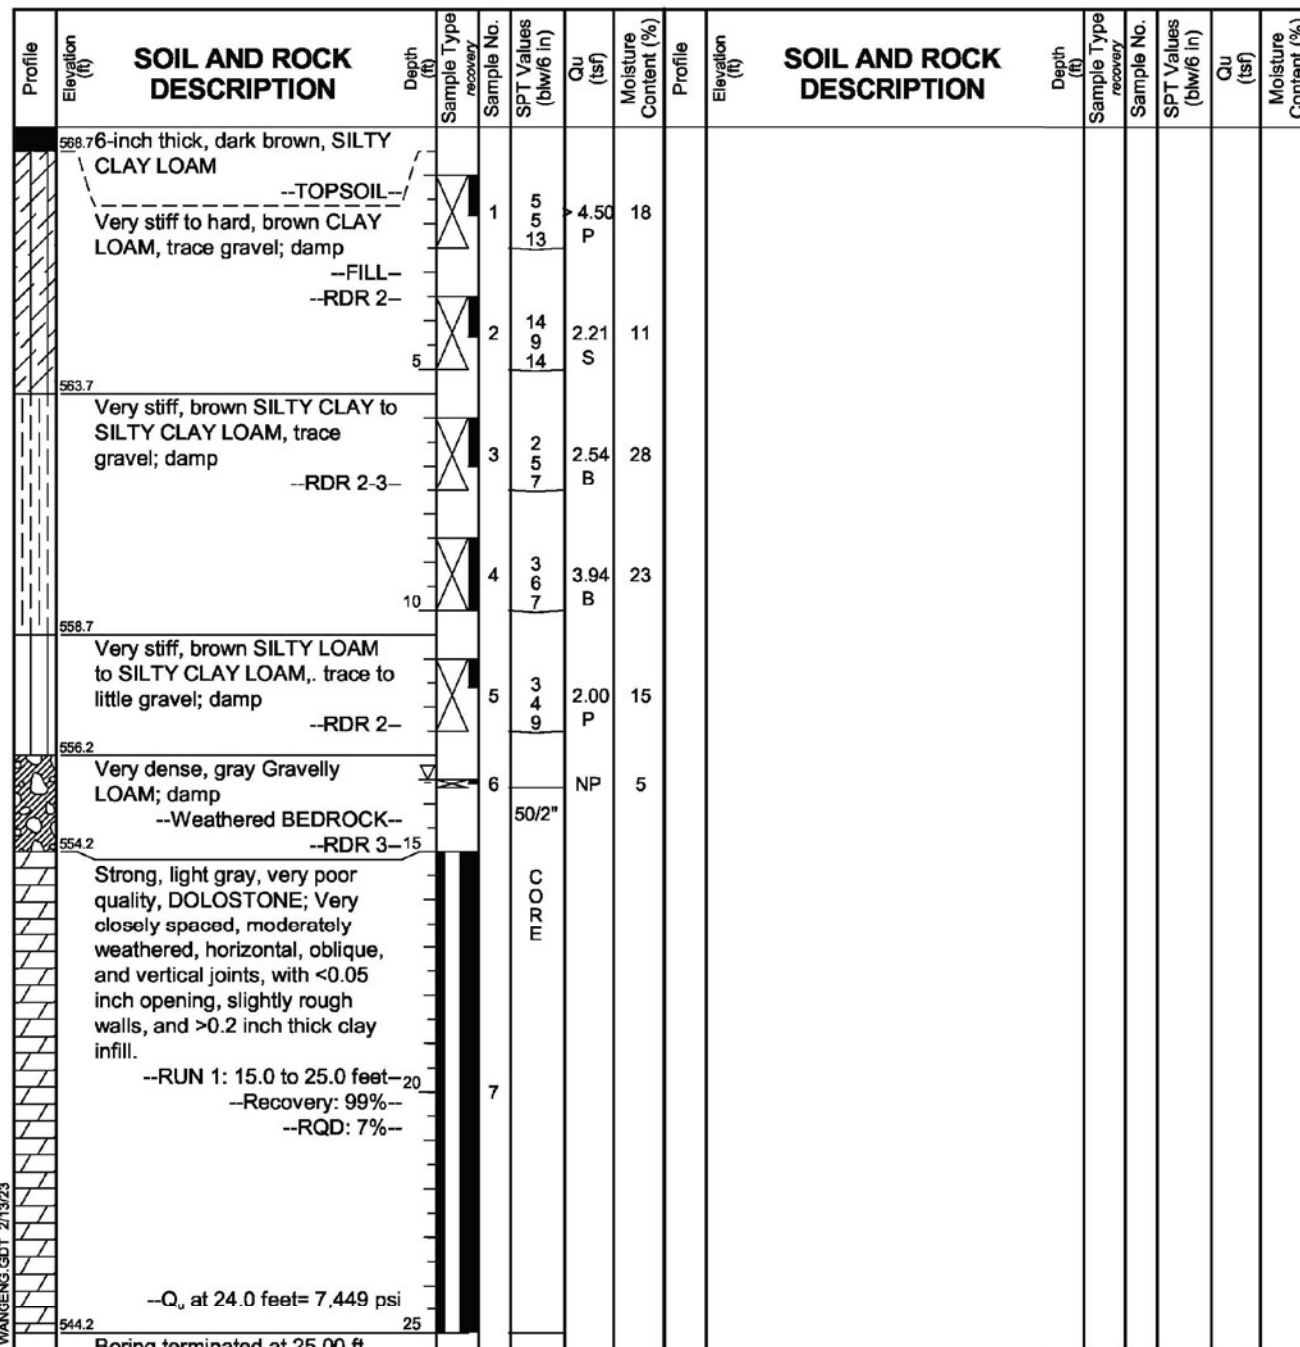 Profile
Elevation (ft)
SOIL AND ROCK DESCRIPTION
Depth (ft)
Sample Type recovery
Sample No.
SPT Values (blw/6 in)
Qu (tsf)
Moisture Content (%)
Profile
Elevation (ft)
SOIL AND ROCK DESCRIPTION
Depth (ft)
Sample Type recovery
Sample No.
SPT Values (blw/6 in)
Qu (tsf)
Moisture Content (%)
568.7 6-inch thick, dark brown, SILTY
CLAY LOAM
--TOPSOIL--
Very stiff to hard, brown CLAY
LOAM, trace gravel; damp
--FILL--
--RDR 2--
1
5
5
13
> 4.50
P
18
2
14
9
14
2.21
S
11
5
563.7
Very stiff, brown SILTY CLAY to
SILTY CLAY LOAM, trace
gravel; damp
--RDR 2-3--
3
2
5
7
2.54
B
28
4
3
6
7
3.94
B
23
10
558.7
Very stiff, brown SILTY LOAM
to SILTY CLAY LOAM,. trace to
little gravel; damp
--RDR 2--
5
3
4
9
2.00
P
15
556.2
Very dense, gray Gravelly
LOAM; damp
--Weathered BEDROCK--
--RDR 3--
6
50/2"
NP
5
554.2
15
Strong, light gray, very poor
quality, DOLOSTONE; Very
closely spaced, moderately
weathered, horizontal, oblique,
and vertical joints, with <0.05
inch opening, slightly rough
walls, and >0.2 inch thick clay
infill.
--RUN 1: 15.0 to 25.0 feet--
--Recovery: 99%--
--RQD: 7%--
20
7
C
O
R
E
--Qu at 24.0 feet= 7,449 psi
544.2
25
Boring terminated at 25.00 ft
WANGENG.GDT 2/13/23